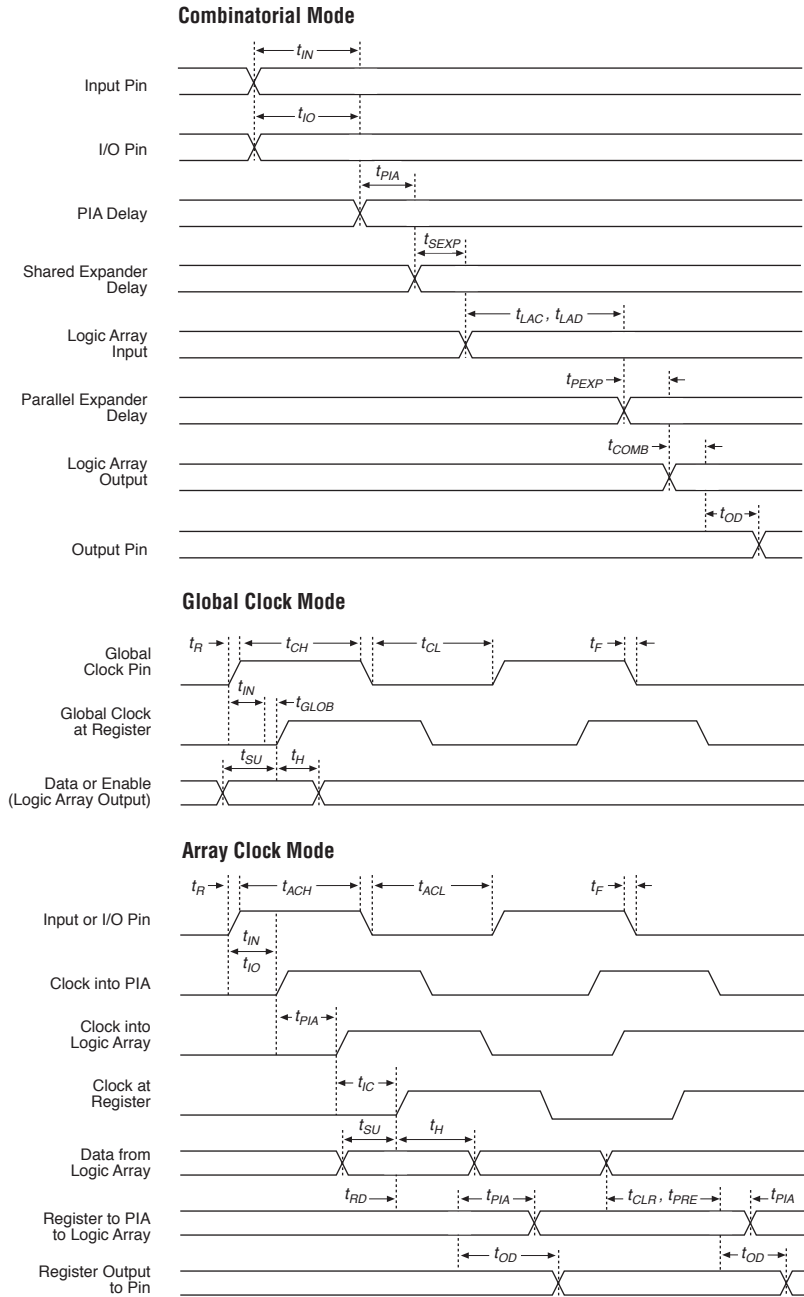 Combinatorial Mode
tIN
Input Pin
tIO
I/O Pin
tPIA
PIA Delay
tSEXP
Shared Expander
Delay
tLAC, tLAD
Logic Array
Input
tPEXP
Parallel Expander
Delay
tCOMB
Logic Array
Output
tOD
Output Pin
Global Clock Mode
tR tCH tCL tF
Global
Clock Pin
tIN
tGLOB
Global Clock
at Register
tSU tH
Data or Enable
(Logic Array Output)
Array Clock Mode
tR tACH tACL tF
Input or I/O Pin
tIN
tIO
Clock into PIA
tPIA
Clock into
Logic Array
tIC
Clock at
Register
tSU tH
Data from
Logic Array
tRD tPIA tCLR, tPRE tPIA
Register to PIA
to Logic Array
tOD tOD
Register Output
to Pin